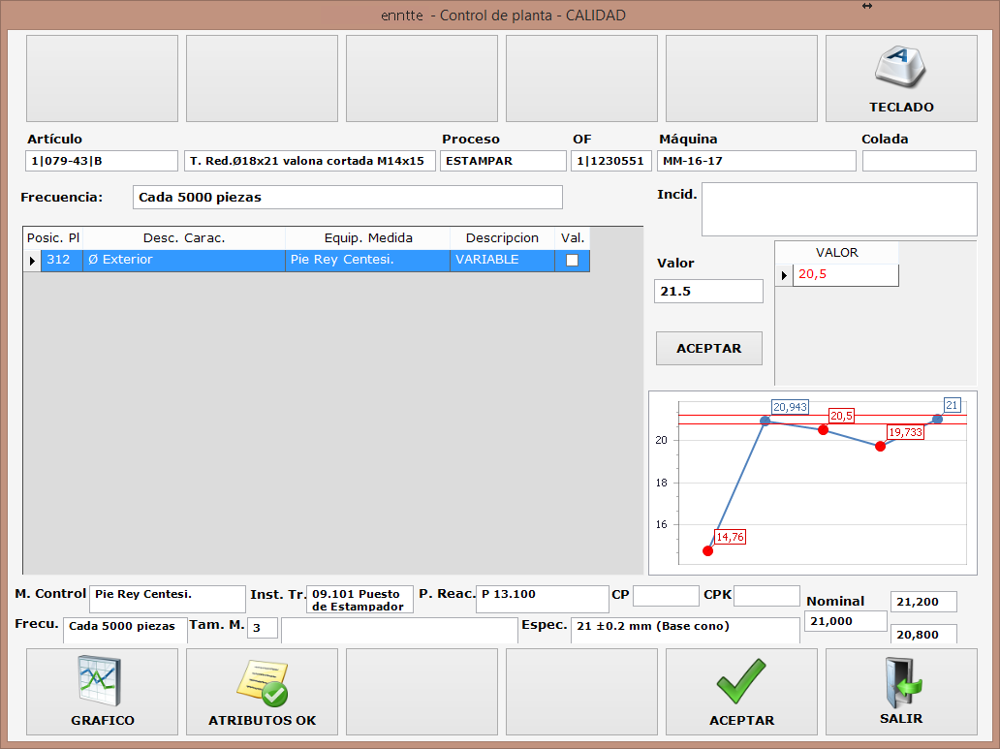 enntte - Control de planta - CALIDAD
TECLADO
Artículo
Proceso
OF
Máquina
Colada
1|079-43|B
T. Red.Ø18x21 valona cortada M14x15
ESTAMPAR
1|1230551
MM-16-17
Frecuencia:
Cada 5000 piezas
Incid.
Posic. Pl
Desc. Carac.
Equip. Medida
Descripcion
Val.
312
Ø Exterior
Pie Rey Centesi.
VARIABLE
Valor
21.5
ACEPTAR
VALOR
20,5
20,943
20,5
19,733
21
14,76
20
18
16
M. Control
Pie Rey Centesi.
Inst. Tr.
09.101 Puesto
de Estampador
P. Reac.
P 13.100
CP
CPK
Nominal
21,200
Frecu.
Cada 5000 piezas
Tam. M.
3
Espec.
21 ±0.2 mm (Base cono)
21,000
20,800
GRAFICO
ATRIBUTOS OK
ACEPTAR
SALIR